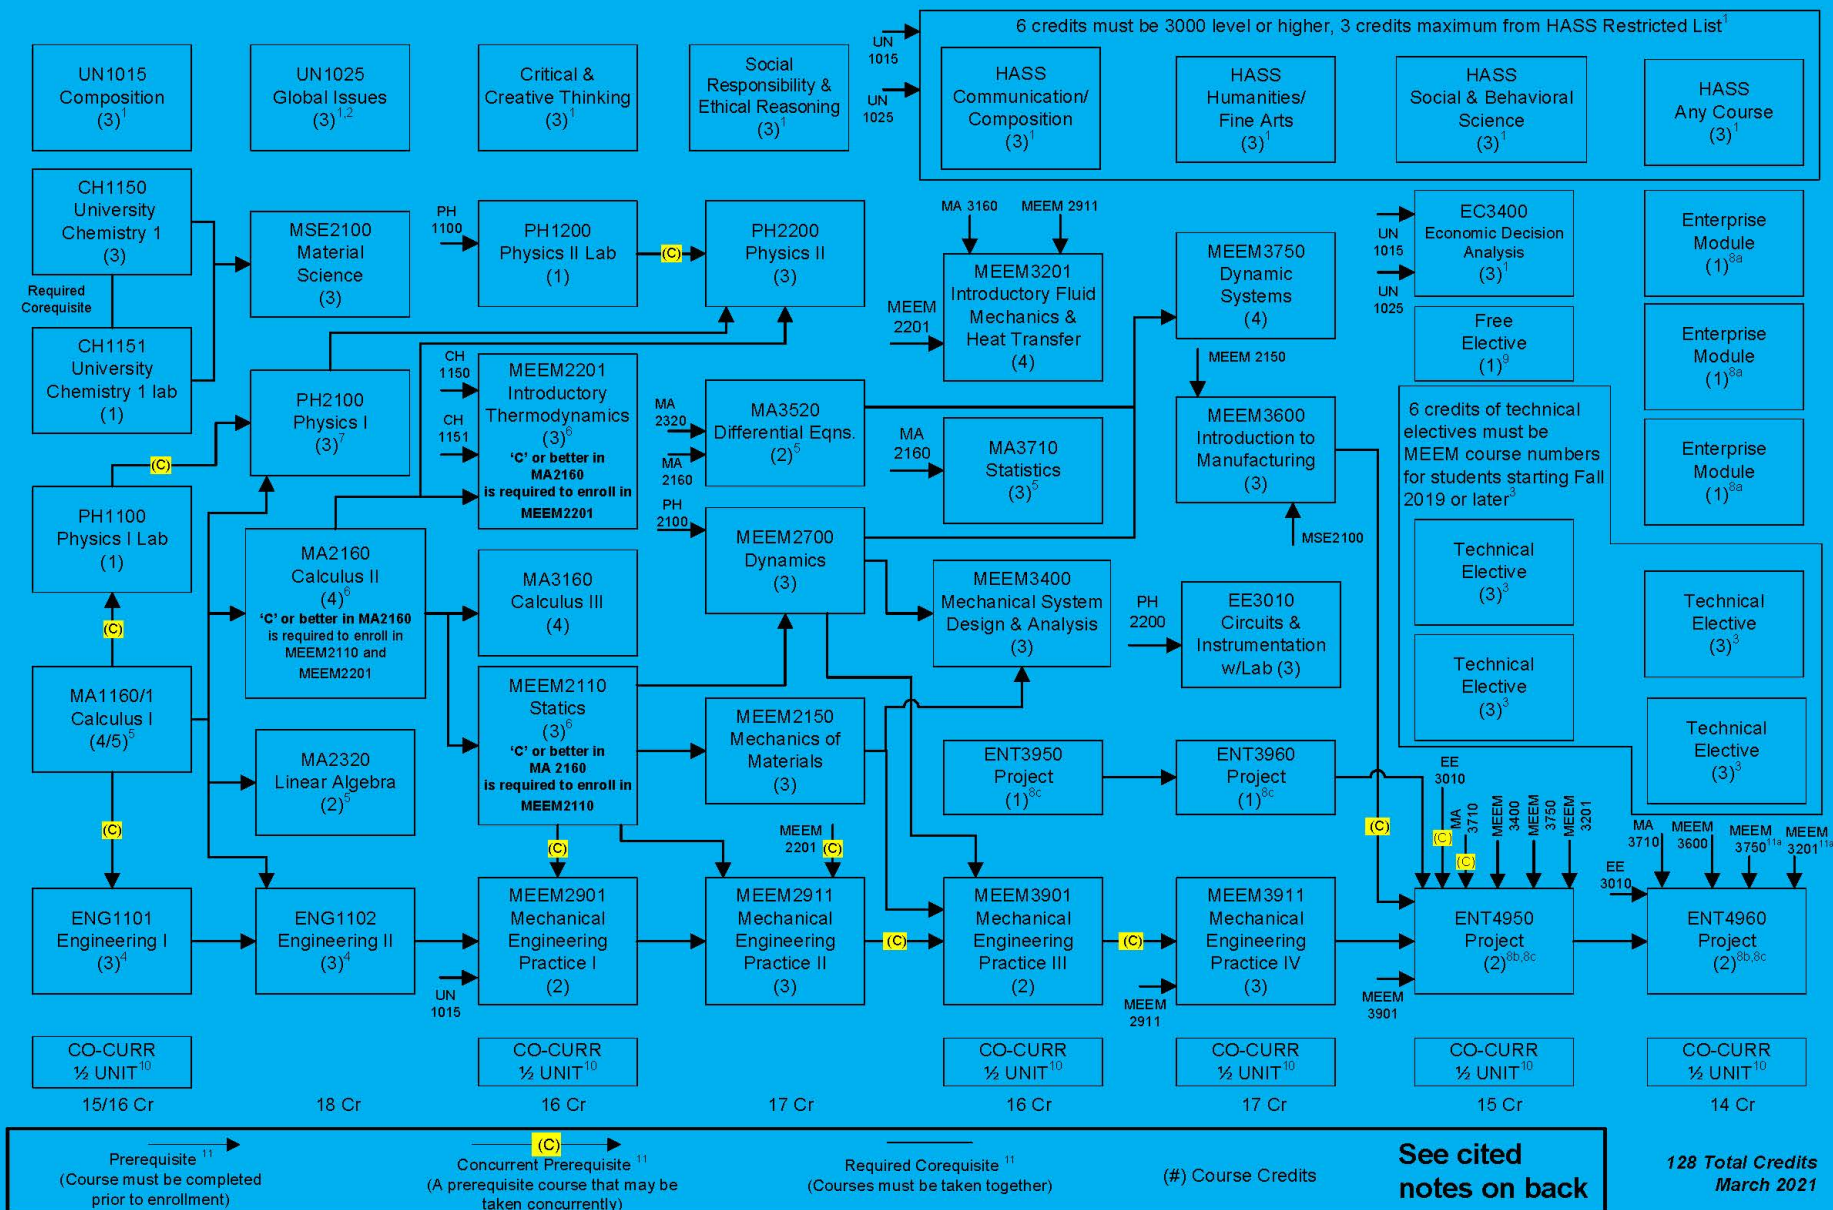 6 credits must be 3000 level or higher, 3 credits maximum from HASS Restricted List¹
UN
1015
UN
1025
UN1015
Composition
(3)¹
UN1025
Global Issues
(3)¹,²
Critical &
Creative Thinking
(3)¹
Social
Responsibility &
Ethical Reasoning
(3)¹
HASS
Communication/
Composition
(3)¹
HASS
Humanities/
Fine Arts
(3)¹
HASS
Social & Behavioral
Science
(3)¹
HASS
Any Course
(3)¹
CH1150
University
Chemistry 1
(3)
Required
Corequisite
CH1151
University
Chemistry 1 lab
(1)
MSE2100
Material
Science
(3)
PH
1100
PH1200
Physics II Lab
(1)
(C)
PH2200
Physics II
(3)
MA 3160
MEEM 2911
MEEM
2201
MEEM3201
Introductory Fluid
Mechanics &
Heat Transfer
(4)
MEEM3750
Dynamic
Systems
(4)
UN
1015
UN
1025
EC3400
Economic Decision
Analysis
(3)¹
Free
Elective
(1)⁹
Enterprise
Module
(1)⁸ᵃ
Enterprise
Module
(1)⁸ᵃ
Enterprise
Module
(1)⁸ᵃ
PH2100
Physics I
(3)⁷
(C)
PH1100
Physics I Lab
(1)
(C)
CH
1150
CH
1151
MEEM2201
Introductory
Thermodynamics
(3)⁶
‘C’ or better in
MA2160
is required to enroll in
MEEM2201
MA
2320
MA
2160
MA3520
Differential Eqns.
(2)⁵
MA
2160
MA3710
Statistics
(3)⁵
MEEM 2150
MEEM3600
Introduction to
Manufacturing
(3)
MSE2100
6 credits of technical
electives must be
MEEM course numbers
for students starting Fall
2019 or later³
Technical
Elective
(3)³
Technical
Elective
(3)³
Technical
Elective
(3)³
Technical
Elective
(3)³
MA1160/1
Calculus I
(4/5)⁵
(C)
MA2160
Calculus II
(4)⁶
‘C’ or better in MA2160
is required to enroll in
MEEM2110 and
MEEM2201
MA3160
Calculus III
(4)
PH
2100
MEEM2700
Dynamics
(3)
MEEM3400
Mechanical System
Design & Analysis
(3)
PH
2200
EE3010
Circuits &
Instrumentation
w/Lab (3)
MA2320
Linear Algebra
(2)⁵
MEEM2110
Statics
(3)⁶
‘C’ or better in
MA 2160
is required to enroll in
MEEM2110
MEEM2150
Mechanics of
Materials
(3)
ENT3950
Project
(1)⁸ᶜ
ENT3960
Project
(1)⁸ᶜ
(C)
(C)
MEEM
2201
(C)
EE
3010
(C)
MA
3710
(C)
MEEM
3400
MEEM
3750
MEEM
3201
EE
3010
MA
3710
MEEM
3600
MEEM
3750¹¹ᵃ
MEEM
3201¹¹ᵃ
ENG1101
Engineering I
(3)⁴
ENG1102
Engineering II
(3)⁴
UN
1015
MEEM2901
Mechanical
Engineering
Practice I
(2)
MEEM2911
Mechanical
Engineering
Practice II
(3)
(C)
MEEM3901
Mechanical
Engineering
Practice III
(2)
(C)
MEEM
2911
MEEM3911
Mechanical
Engineering
Practice IV
(3)
MEEM
3901
ENT4950
Project
(2)⁸ᵇ,⁸ᶜ
ENT4960
Project
(2)⁸ᵇ,⁸ᶜ
CO-CURR
½ UNIT¹⁰
CO-CURR
½ UNIT¹⁰
CO-CURR
½ UNIT¹⁰
CO-CURR
½ UNIT¹⁰
CO-CURR
½ UNIT¹⁰
CO-CURR
½ UNIT¹⁰
15/16 Cr
18 Cr
16 Cr
17 Cr
16 Cr
17 Cr
15 Cr
14 Cr
Prerequisite ¹¹
(Course must be completed
prior to enrollment)
(C)
Concurrent Prerequisite ¹¹
(A prerequisite course that may be
taken concurrently)
Required Corequisite ¹¹
(Courses must be taken together)
(#) Course Credits
See cited
notes on back
128 Total Credits
March 2021